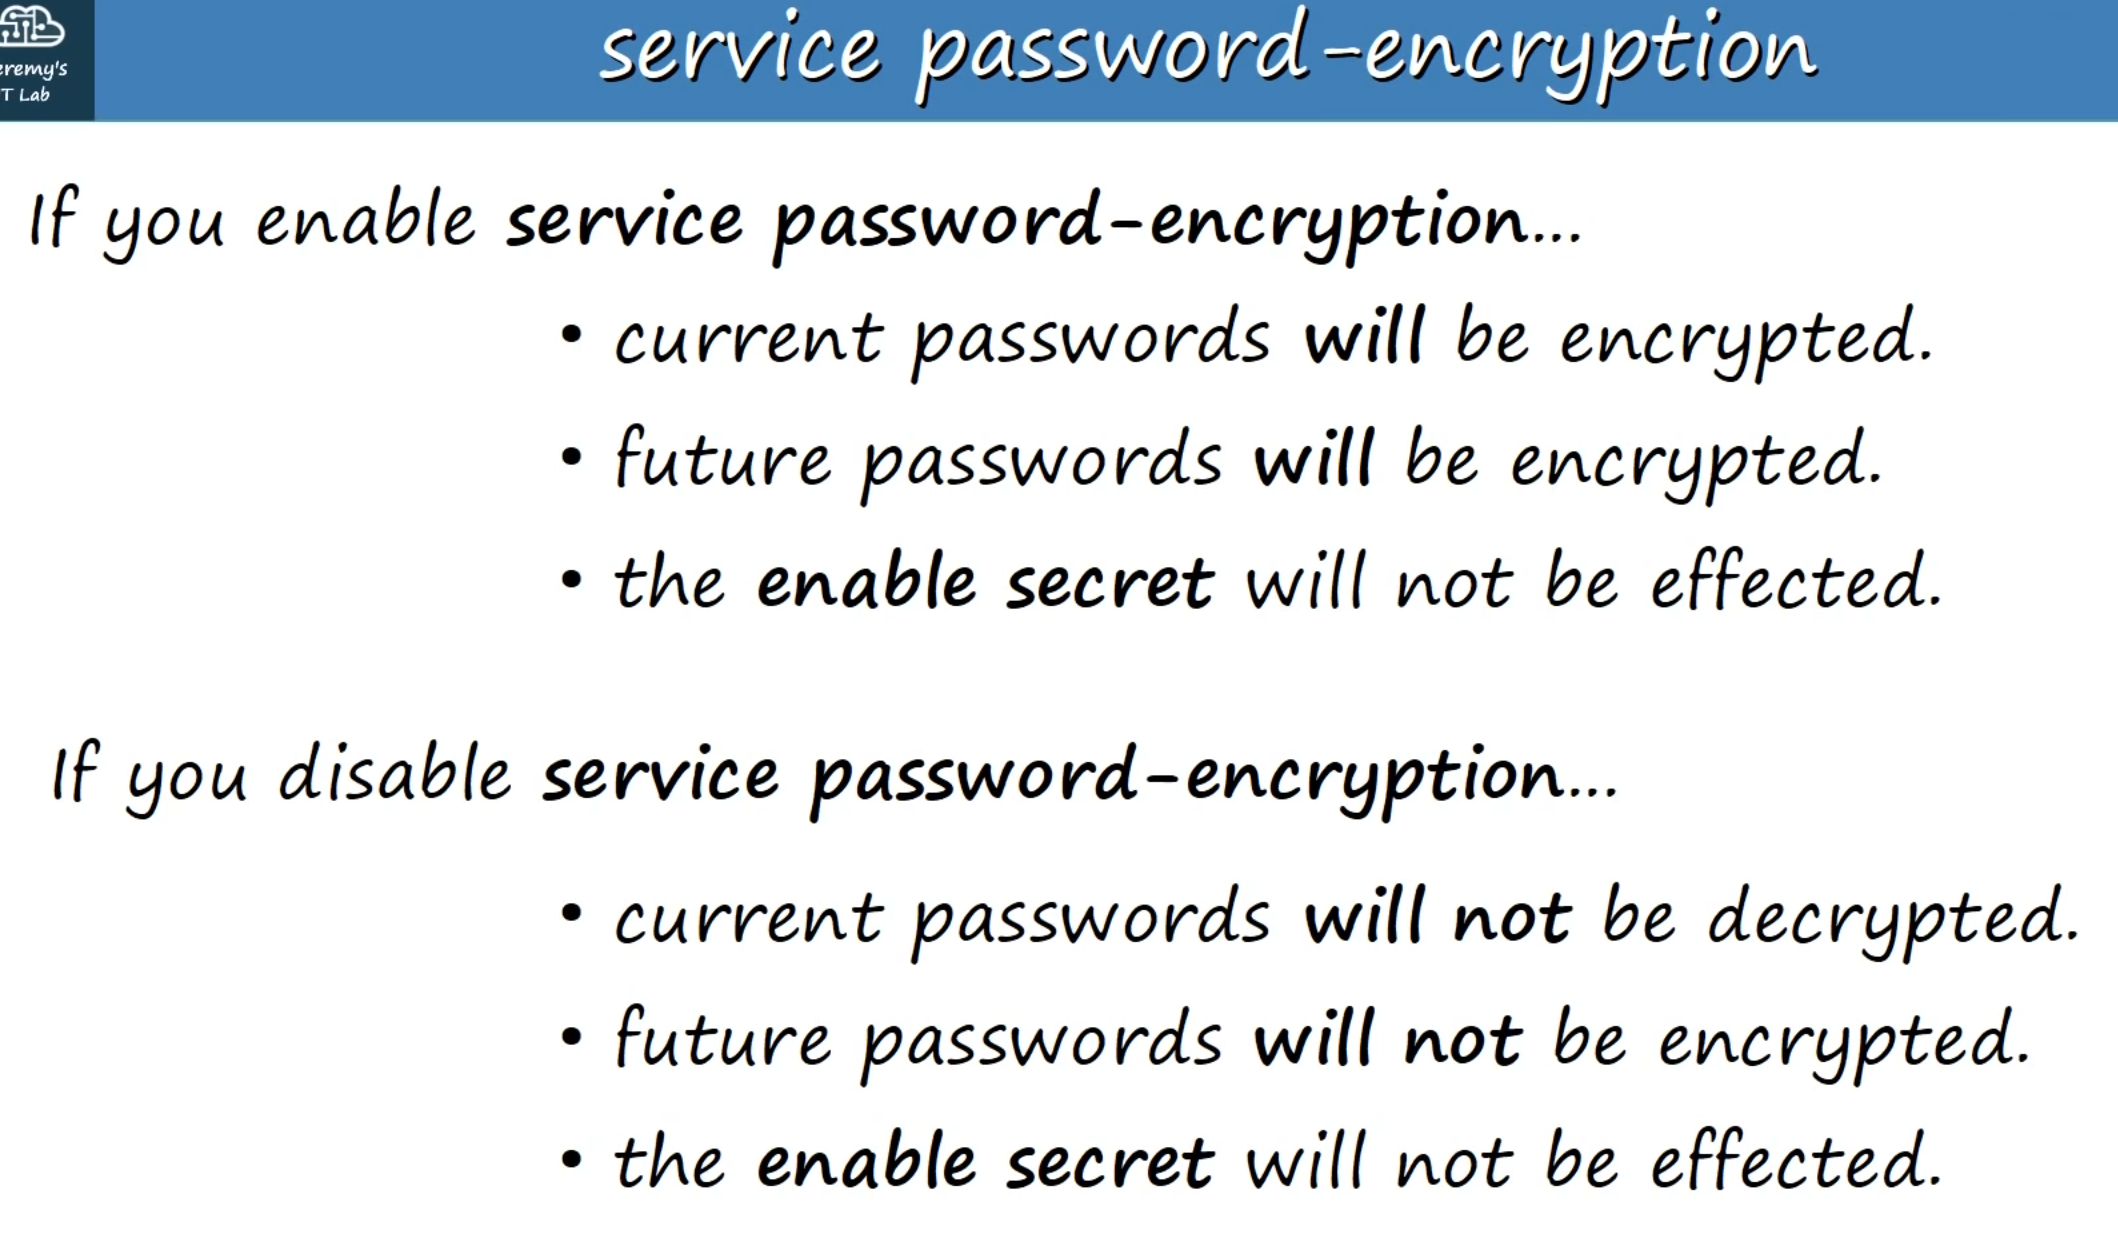 service password-encryption
eremy's
T Lab
If you enable service password-encryption...
• current passwords will be encrypted.
• future passwords will be encrypted.
• the enable secret will not be effected.
If you disable service password-encryption...
• current passwords will not be decrypted.
• future passwords will not be encrypted.
• the enable secret will not be effected.